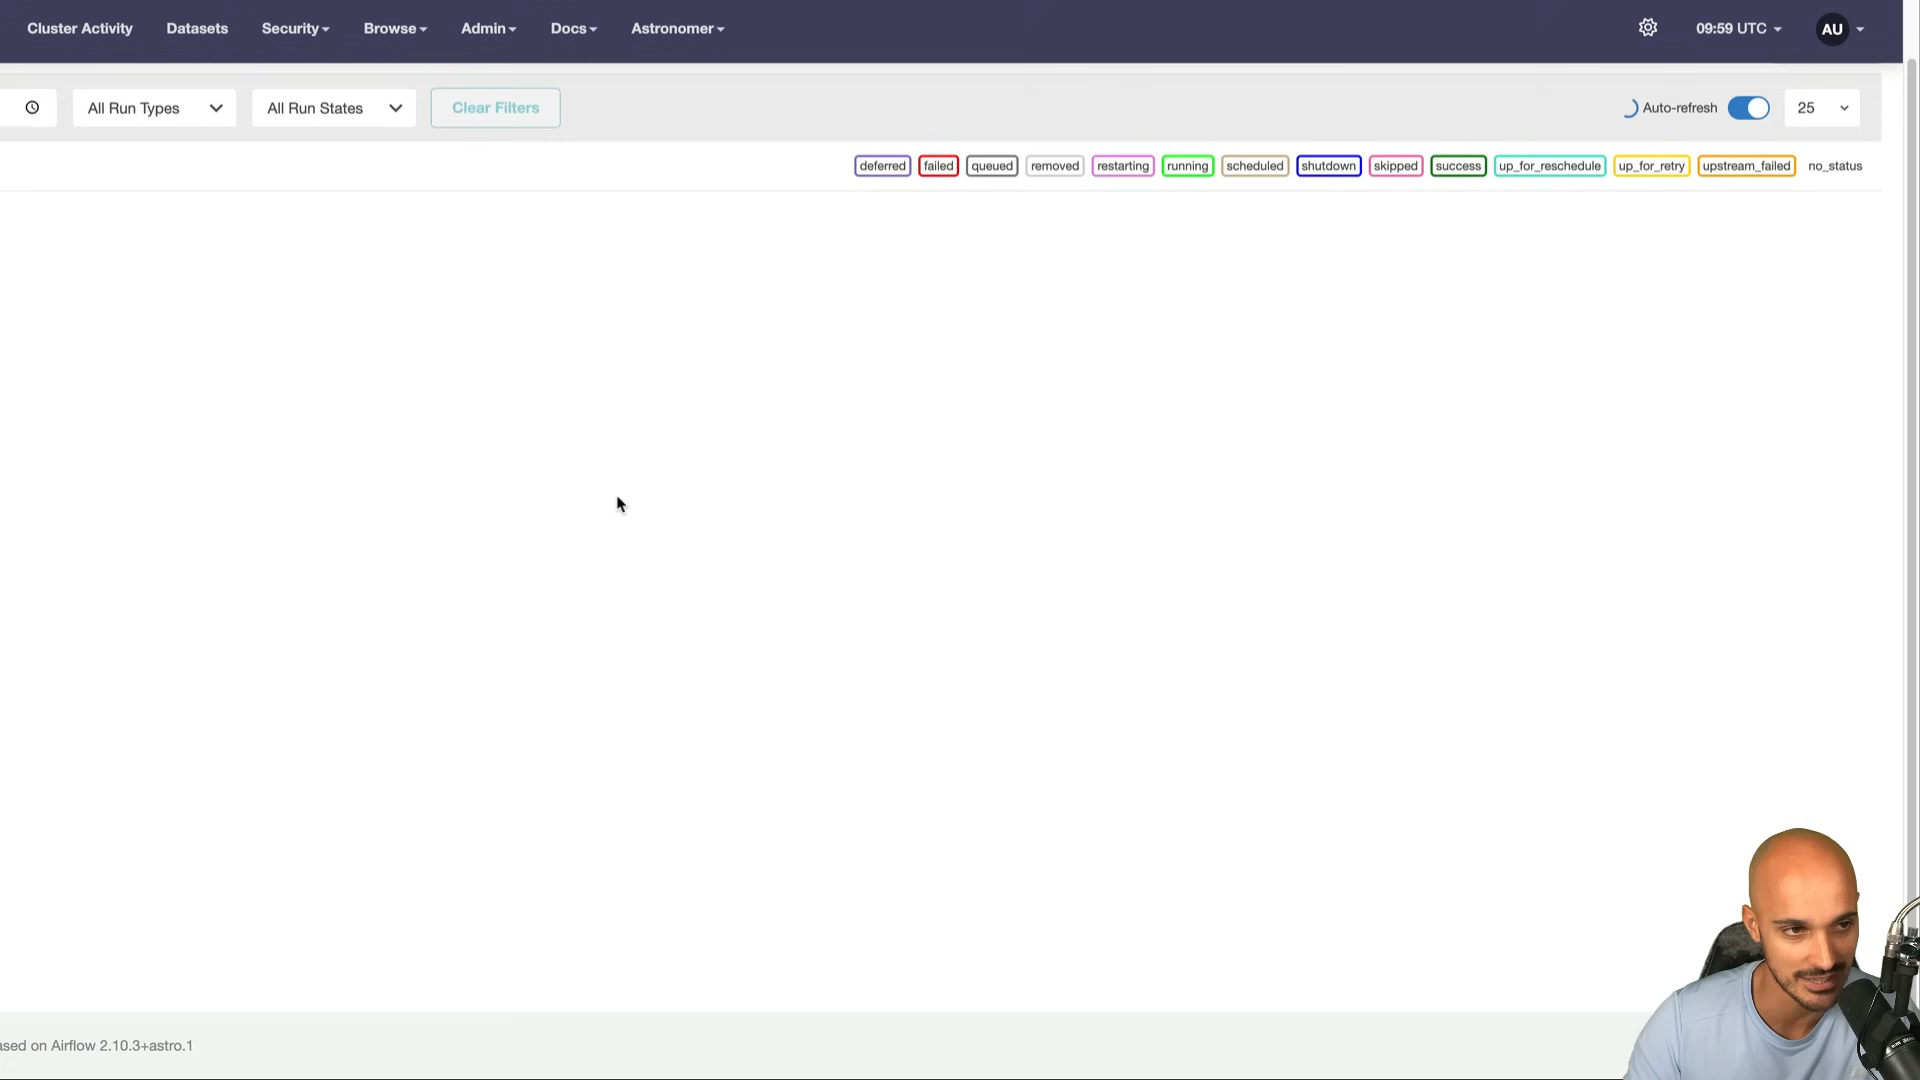 Cluster Activity Datasets Security Browse Admin Docs Astronomer 09:59 UTC AU
All Run Types All Run States Clear Filters Auto-refresh 25
deferred failed queued removed restarting running scheduled shutdown skipped success up_for_reschedule up_for_retry upstream_failed no_status
ased on Airflow 2.10.3+astro.1